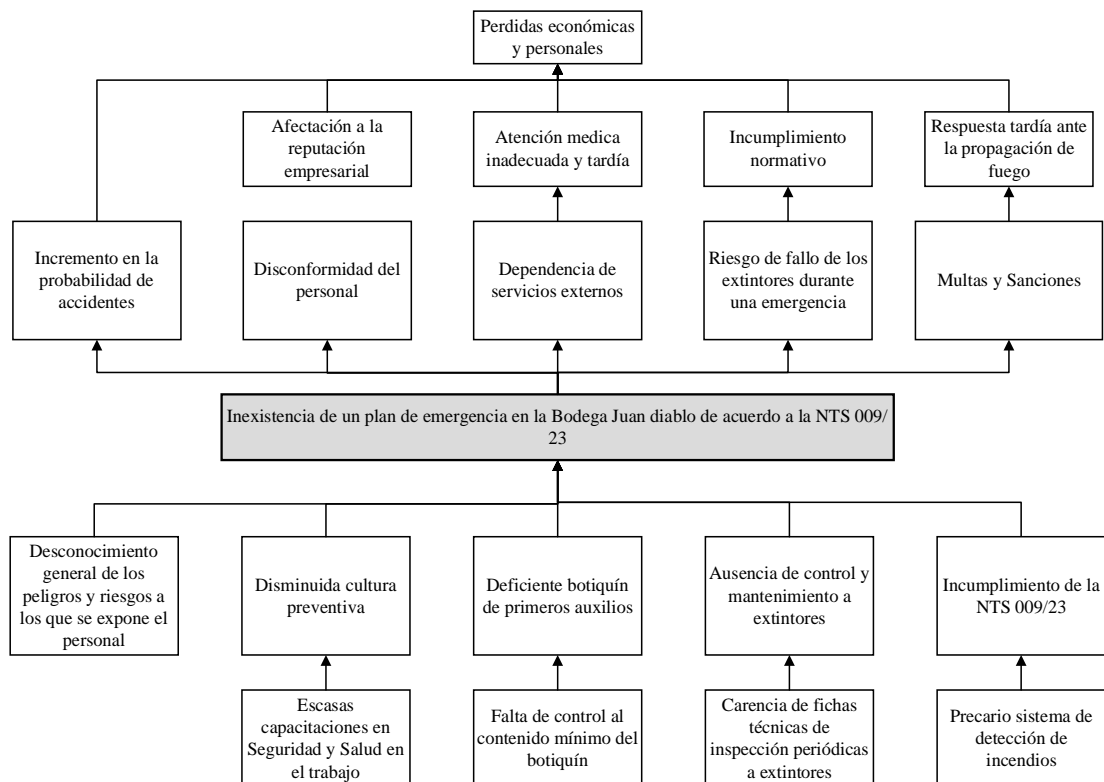 Perdidas económicas
y personales
Afectación a la
reputación
empresarial
Atención medica
inadecuada y tardía
Incumplimiento
normativo
Respuesta tardía ante
la propagación de
fuego
Incremento en la
probabilidad de
accidentes
Disconformidad del
personal
Dependencia de
servicios externos
Riesgo de fallo de los
extintores durante
una emergencia
Multas y Sanciones
Inexistencia de un plan de emergencia en la Bodega Juan diablo de acuerdo a la NTS 009/
23
Desconocimiento
general de los
peligros y riesgos a
los que se expone el
personal
Disminuida cultura
preventiva
Deficiente botiquín
de primeros auxilios
Ausencia de control y
mantenimiento a
extintores
Incumplimiento de la
NTS 009/23
Escasas
capacitaciones en
Seguridad y Salud en
el trabajo
Falta de control al
contenido mínimo del
botiquín
Carencia de fichas
técnicas de
inspección periódicas
a extintores
Precario sistema de
detección de
incendios